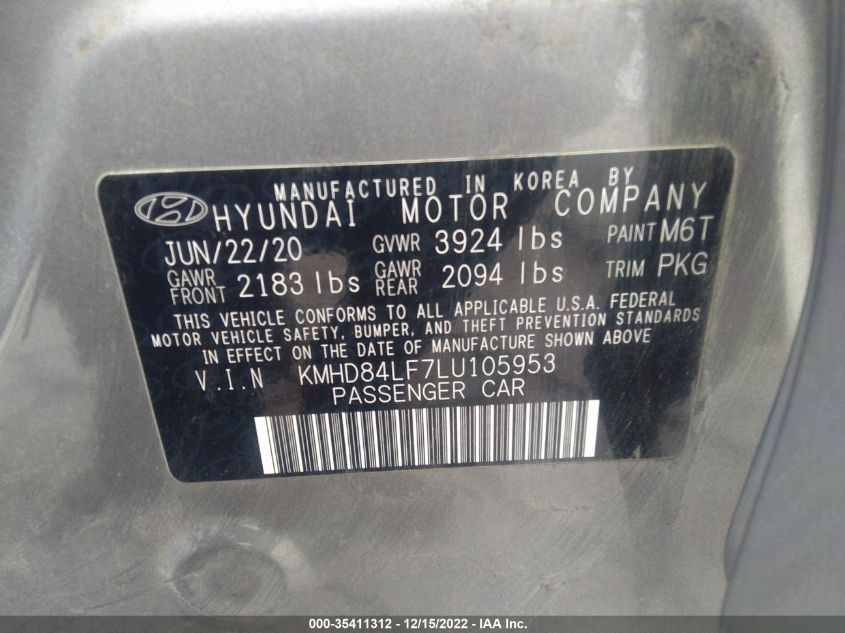 MANUFACTURED IN KOREA BY
HYUNDAI MOTOR COMPANY
JUN/22/20 GVWR 3924 lbs PAINT M6T
GAWR FRONT 2183 lbs GAWR REAR 2094 lbs TRIM PKG
THIS VEHICLE CONFORMS TO ALL APPLICABLE U.S.A. FEDERAL
MOTOR VEHICLE SAFETY, BUMPER, AND THEFT PREVENTION STANDARDS
IN EFFECT ON THE DATE OF MANUFACTURE SHOWN ABOVE
V.I.N KMHD84LF7LU105953
PASSENGER CAR
000-35411312 - 12/15/2022 - IAA Inc.